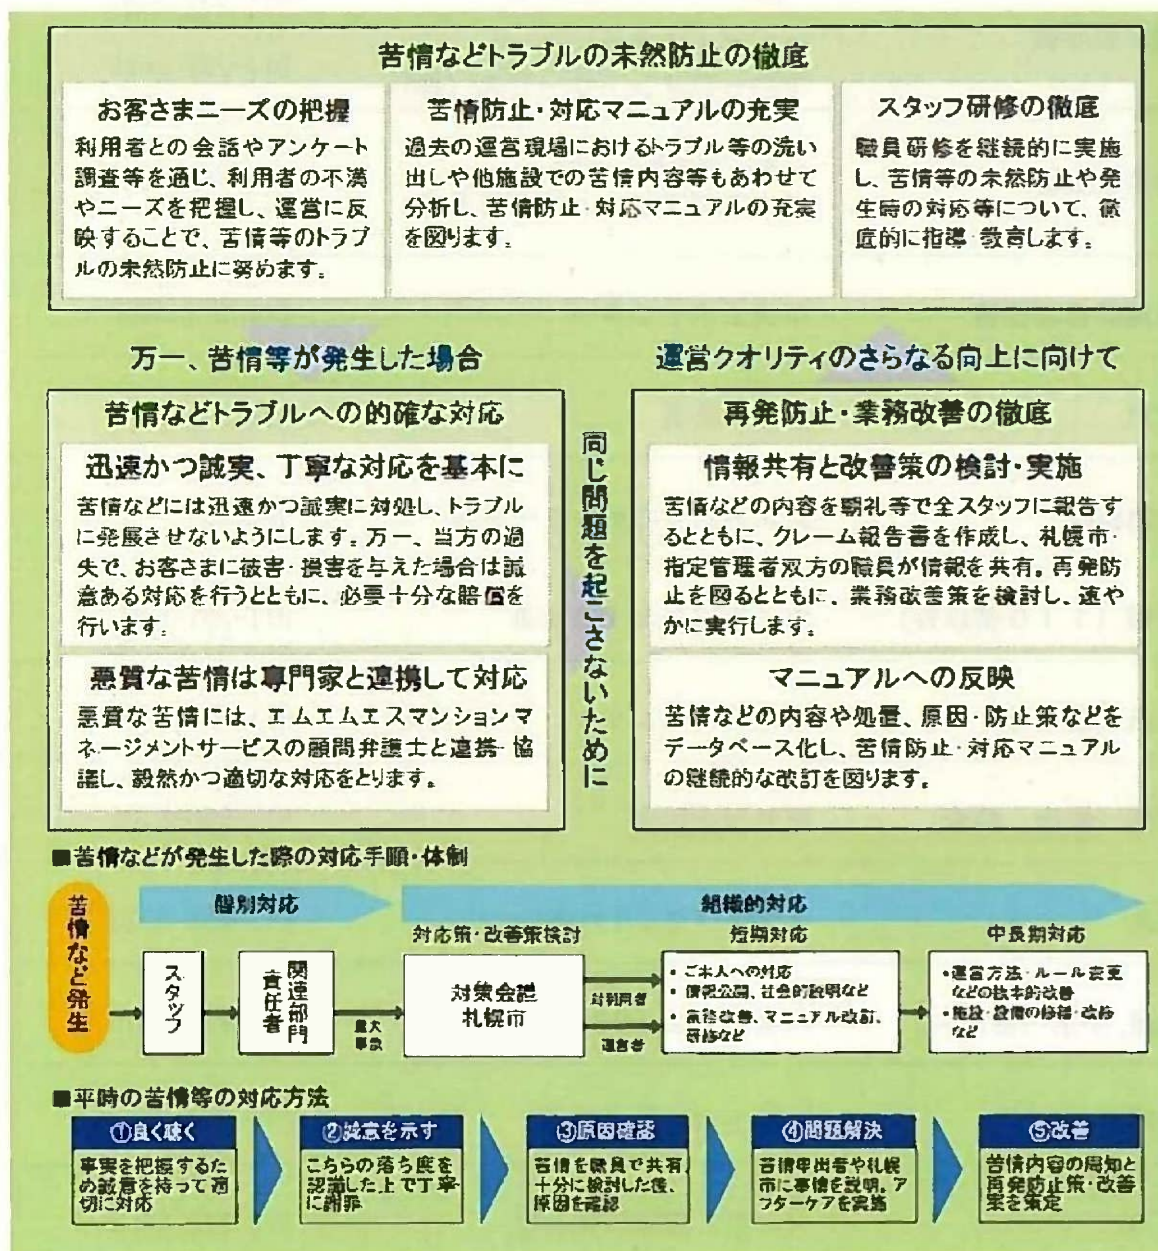 苦情などトラブルの未然防止の徹底
お客さまニーズの把握
利用者との会話やアンケート
調査等を通じ、利用者の不満
やニーズを把握し、運営に反
映することで、苦情等のトラブ
ルの未然防止に努めます。
苦情防止・対応マニュアルの充実
過去の運営現場におけるトラブル等の洗い
出しや他施設での苦情内容等もあわせて
分析し、苦情防止・対応マニュアルの充実
を図ります。
スタッフ研修の徹底
職員研修を継続的に実施
し、苦情等の未然防止や発
生時の対応等について、徹
底的に指導・教育します。
万一、苦情等が発生した場合
苦情などトラブルへの的確な対応
迅速かつ誠実、丁寧な対応を基本に
苦情などには迅速かつ誠実に対処し、トラブル
に発展させないようにします。万一、当方の過
失で、お客さまに被害・損害を与えた場合は誠
意ある対応を行うとともに、必要十分な賠償を
行います。
悪質な苦情は専門家と連携して対応
悪質な苦情には、エムエムエスマンションマ
ネージメントサービスの顧問弁護士と連携・協
議し、毅然かつ適切な対応をとります。
同じ問題を起こさないために
運営クオリティのさらなる向上に向けて
再発防止・業務改善の徹底
情報共有と改善策の検討・実施
苦情などの内容を朝礼等で全スタッフに報告す
るとともに、クレーム報告書を作成し、札幌市・
指定管理者双方の職員が情報を共有。再発防
止を図るとともに、業務改善策を検討し、速や
かに実行します。
マニュアルへの反映
苦情などの内容や処置、原因・防止策などを
データベース化し、苦情防止・対応マニュアル
の継続的な改訂を図ります。
■苦情などが発生した際の対応手順・体制
苦情など発生
個別対応
組織的対応
対応策・改善策検討
短期対応
中長期対応
スタッフ
関連部門
責任者
重大
事故
対策会議
札幌市
対利用者
運営者
・ご本人への対応
・情報公開、社会的説明など
・業務改善、マニュアル改訂、
研修など
・運営方法・ルール変更
などの抜本的改善
・施設・設備の修繕・改修
など
■平時の苦情等の対応方法
①良く聴く
事実を把握するた
め誠意を持って適
切に対応
②誠意を示す
こちらの落ち度を
認識した上で丁寧
に謝罪
③原因確認
苦情を職員で共有、
十分に検討した後、
原因を確認
④問題解決
苦情申出者や札幌
市に事情を説明。ア
フターケアを実施
⑤改善
苦情内容の周知と
再発防止策・改善
案を策定